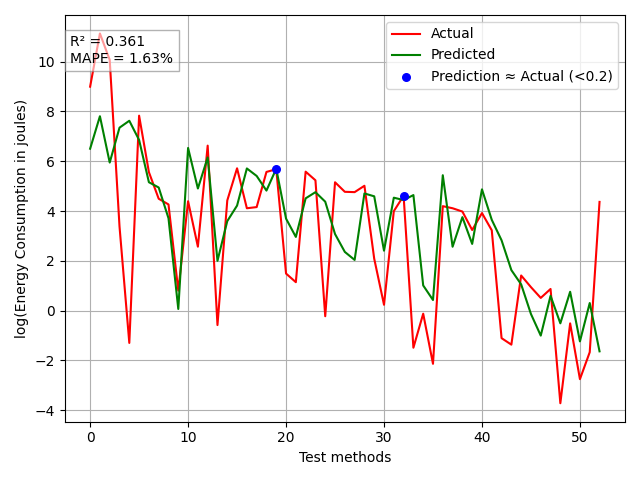 R² = 0.361
MAPE = 1.63%
Actual
Predicted
Prediction ≈ Actual (<0.2)
log(Energy Consumption in joules)
10
8
6
4
2
0
−2
−4
0 10 20 30 40 50
Test methods